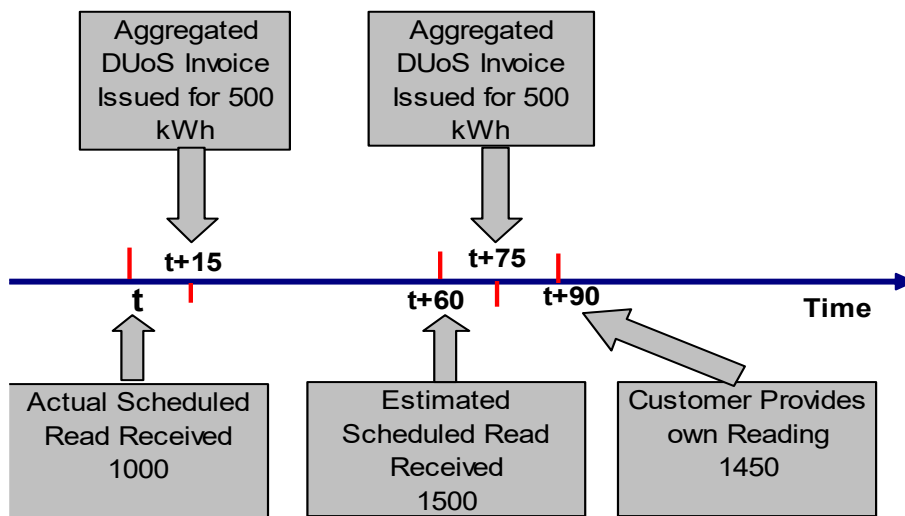 Aggregated
DUoS Invoice
Issued for 500
kWh
Aggregated
DUoS Invoice
Issued for 500
kWh
t+15
t+75
t
t+60
t+90
Time
Actual Scheduled
Read Received
1000
Estimated
Scheduled Read
Received
1500
Customer Provides
own Reading
1450